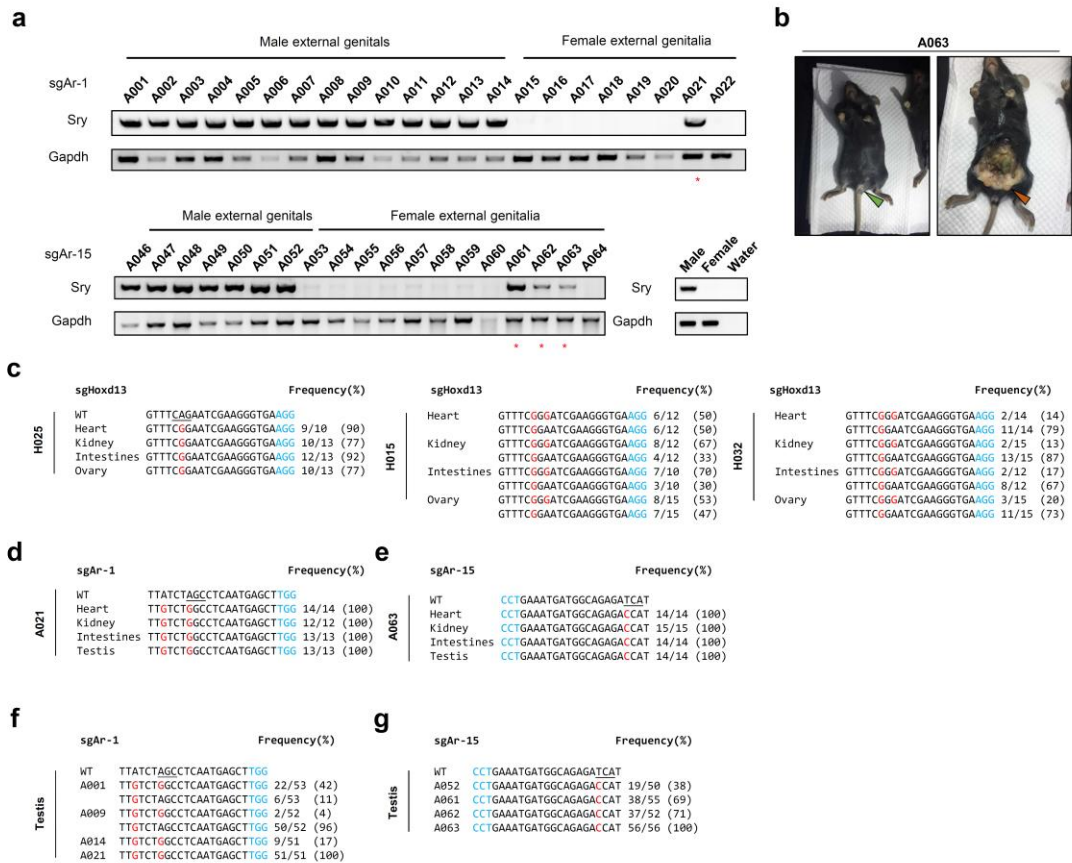 a
Male external genitals Female external genitalia
sgAr-1
A001 A002 A003 A004 A005 A006 A007 A008 A009 A010 A011 A012 A013 A014 A015 A016 A017 A018 A019 A020 A021 A022
Sry
Gapdh
*
Male external genitals Female external genitalia
sgAr-15
A046 A047 A048 A049 A050 A051 A052 A053 A054 A055 A056 A057 A058 A059 A060 A061 A062 A063 A064
Sry
Gapdh
* * *
Male Female Water
Sry
Gapdh
b
A063
c
H025
sgHoxd13 Frequency(%)
WT GTTTCAGAATCGAAGGGTGAAGG
Heart GTTTCGGAATCGAAGGGTGAAGG 9/10 (90)
Kidney GTTTCGGAATCGAAGGGTGAAGG 10/13 (77)
Intestines GTTTCGGAATCGAAGGGTGAAGG 12/13 (92)
Ovary GTTTCGGAATCGAAGGGTGAAGG 10/13 (77)
H015
sgHoxd13 Frequency(%)
Heart GTTTCGGGATCGAAGGGTGAAGG 6/12 (50)
GTTTCGGAATCGAAGGGTGAAGG 6/12 (50)
Kidney GTTTCGGGATCGAAGGGTGAAGG 8/12 (67)
GTTTCGGAATCGAAGGGTGAAGG 4/12 (33)
Intestines GTTTCGGGATCGAAGGGTGAAGG 7/10 (70)
GTTTCGGAATCGAAGGGTGAAGG 3/10 (30)
Ovary GTTTCGGGATCGAAGGGTGAAGG 8/15 (53)
GTTTCGGAATCGAAGGGTGAAGG 7/15 (47)
H032
sgHoxd13 Frequency(%)
Heart GTTTCGGGATCGAAGGGTGAAGG 2/14 (14)
GTTTCGGAATCGAAGGGTGAAGG 11/14 (79)
Kidney GTTTCGGGATCGAAGGGTGAAGG 2/15 (13)
GTTTCGGAATCGAAGGGTGAAGG 13/15 (87)
Intestines GTTTCGGGATCGAAGGGTGAAGG 2/12 (17)
GTTTCGGAATCGAAGGGTGAAGG 8/12 (67)
Ovary GTTTCGGGATCGAAGGGTGAAGG 3/15 (20)
GTTTCGGAATCGAAGGGTGAAGG 11/15 (73)
d
A021
sgAr-1 Frequency(%)
WT TTATCTAGCCTCAATGAGCTTGG
Heart TTGTCTGGCCTCAATGAGCTTGG 14/14 (100)
Kidney TTGTCTGGCCTCAATGAGCTTGG 12/12 (100)
Intestines TTGTCTGGCCTCAATGAGCTTGG 13/13 (100)
Testis TTGTCTGGCCTCAATGAGCTTGG 13/13 (100)
e
A063
sgAr-15 Frequency(%)
WT CCTGAAATGATGGCAGAGATCAT
Heart CCTGAAATGATGGCAGAGACCAT 14/14 (100)
Kidney CCTGAAATGATGGCAGAGACCAT 15/15 (100)
Intestines CCTGAAATGATGGCAGAGACCAT 14/14 (100)
Testis CCTGAAATGATGGCAGAGACCAT 14/14 (100)
f
Testis
sgAr-1 Frequency(%)
WT TTATCTAGCCTCAATGAGCTTGG
A001 TTGTCTGGCCTCAATGAGCTTGG 22/53 (42)
TTGTCTAGCCTCAATGAGCTTGG 6/53 (11)
A009 TTGTCTGGCCTCAATGAGCTTGG 2/52 (4)
TTGTCTAGCCTCAATGAGCTTGG 50/52 (96)
A014 TTGTCTGGCCTCAATGAGCTTGG 9/51 (17)
A021 TTGTCTGGCCTCAATGAGCTTGG 51/51 (100)
g
Testis
sgAr-15 Frequency(%)
WT CCTGAAATGATGGCAGAGATCAT
A052 CCTGAAATGATGGCAGAGACCAT 19/50 (38)
A061 CCTGAAATGATGGCAGAGACCAT 38/55 (69)
A062 CCTGAAATGATGGCAGAGACCAT 37/52 (71)
A063 CCTGAAATGATGGCAGAGACCAT 56/56 (100)